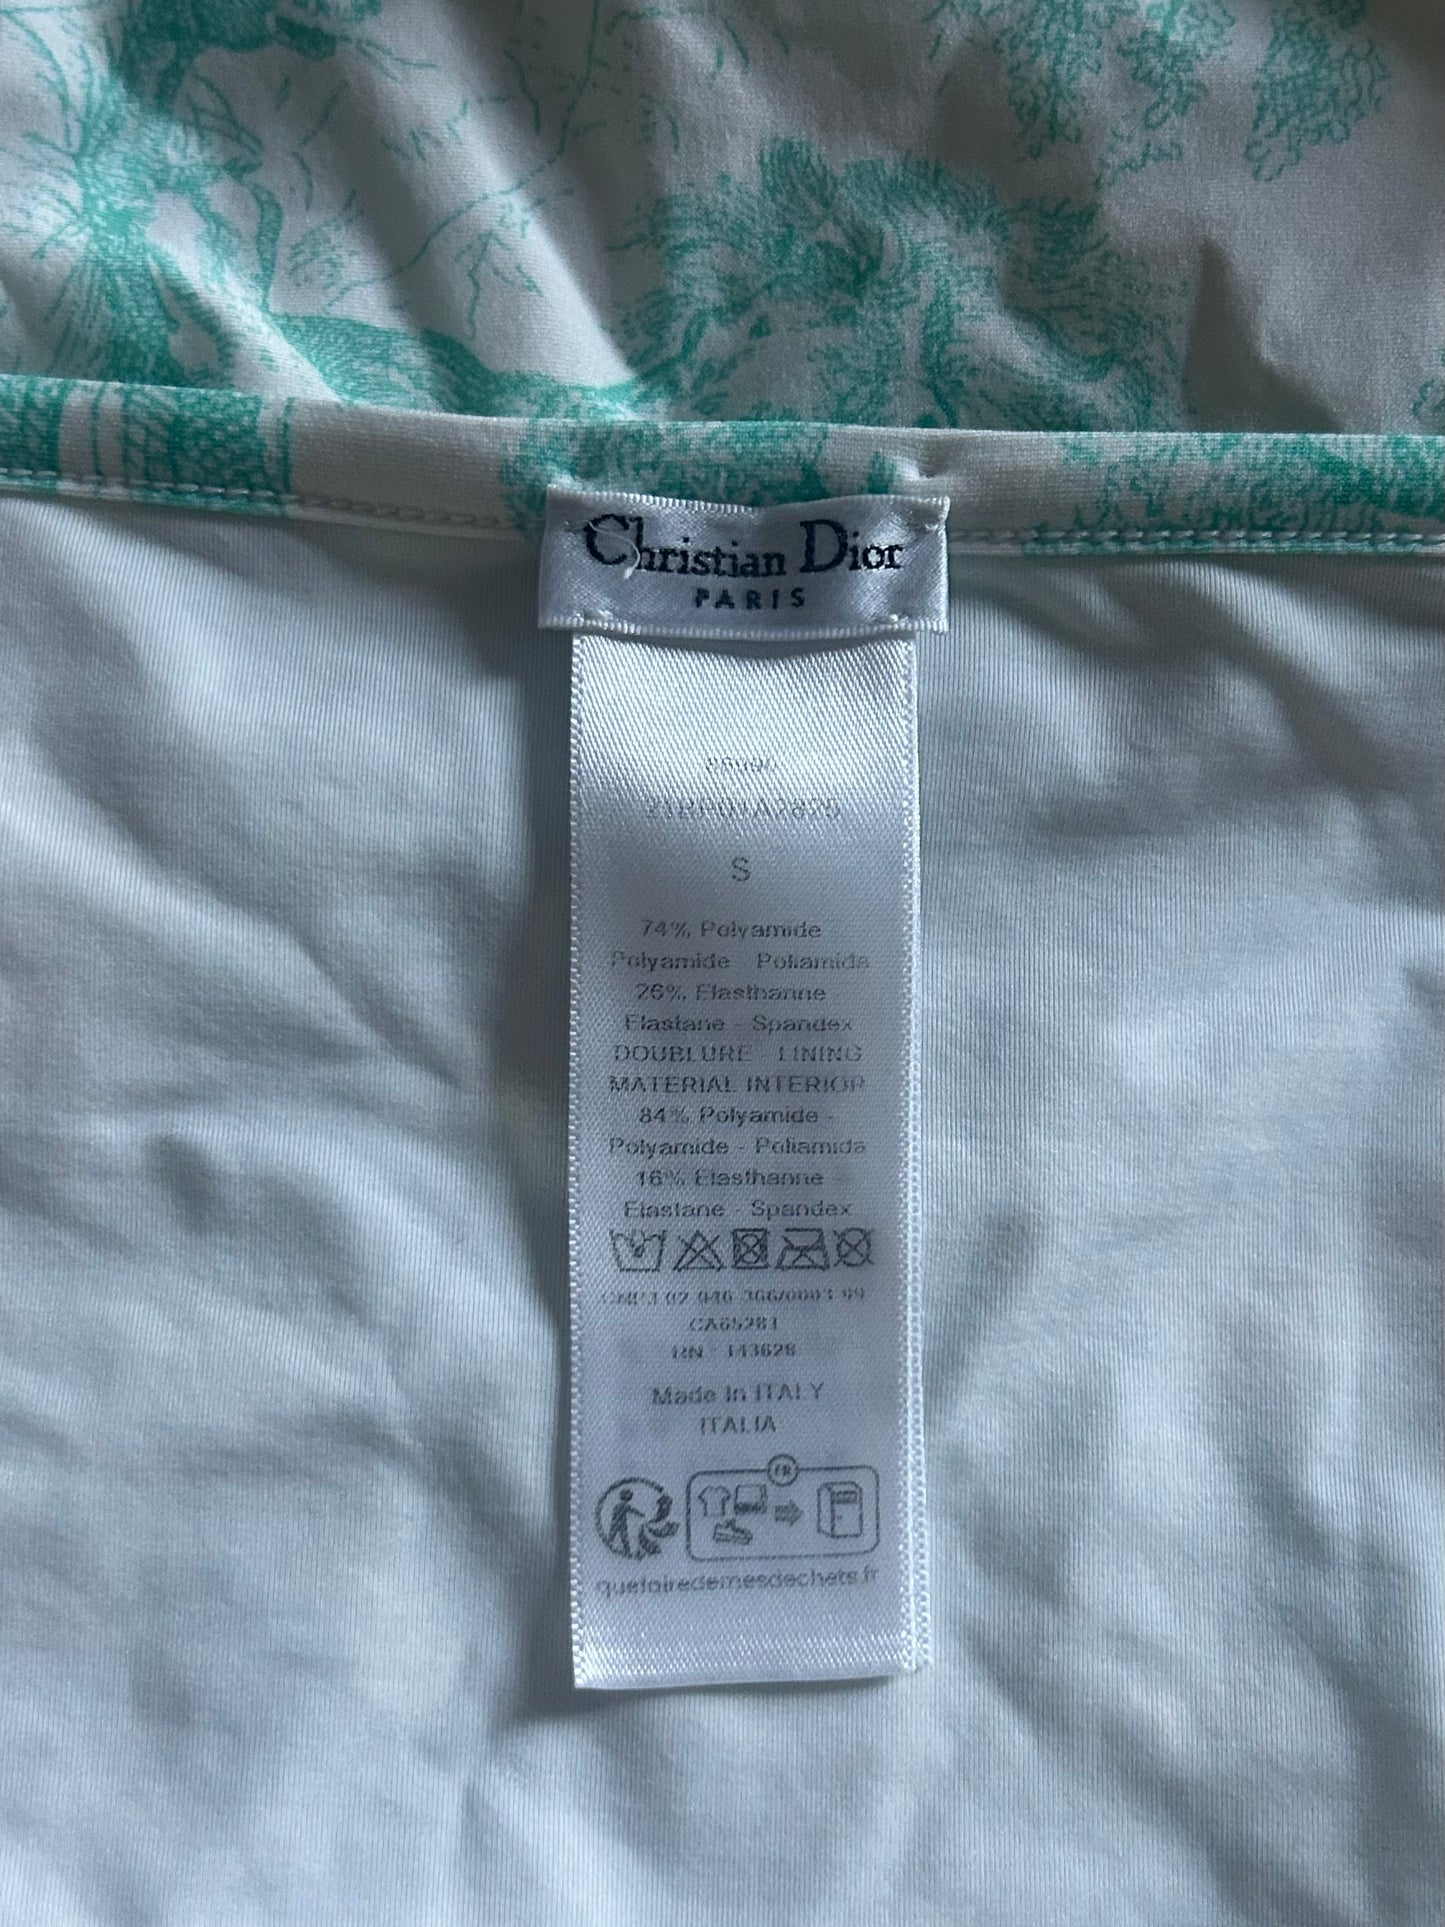 Christian Dior
PARIS
S
74% Polyamide
Polyamide - Poliamida
26% Elasthanne
Elastane - Spandex
DOUBLURE - LINING
MATERIAL INTERIOR
84% Polyamide -
Polyamide - Poliamida
16% Elasthanne -
Elastane - Spandex
CA65281
RN : 143628
Made In ITALY
ITALIA
FR
quefairedemesdechets.fr